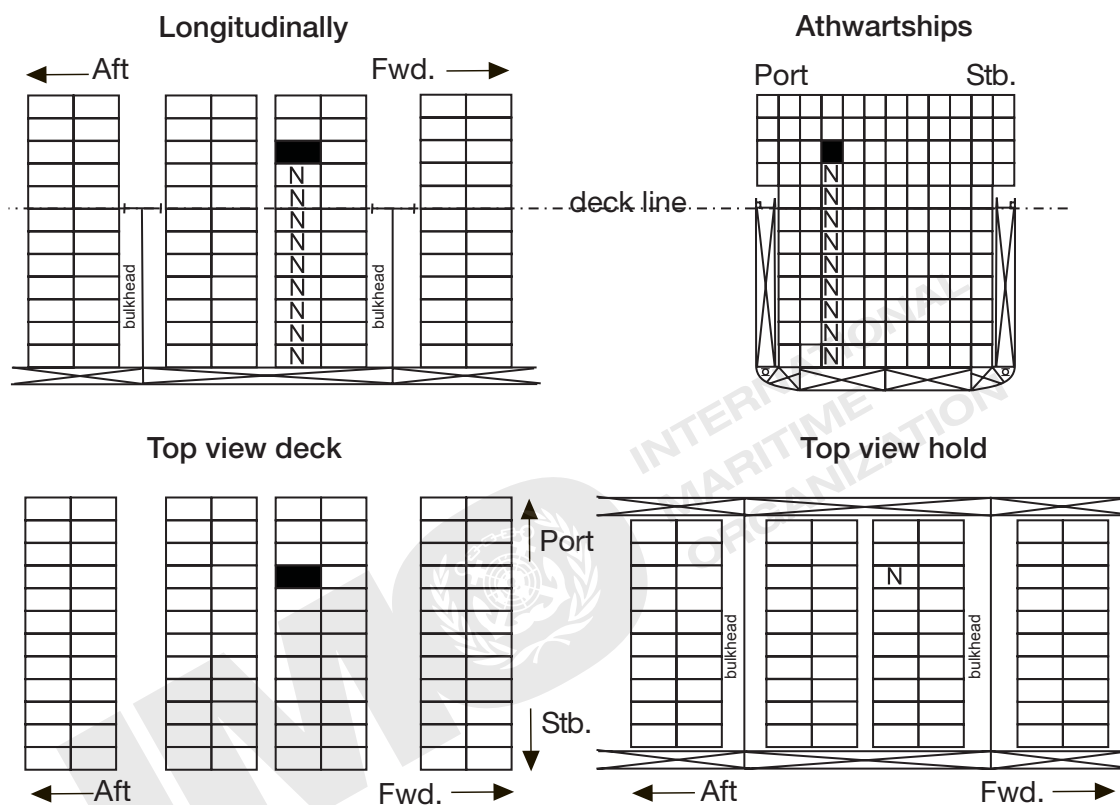 Longitudinally
Aft
Fwd.
N
N
N
N
N
N
N
N
N
bulkhead
bulkhead
deck line
Athwartships
Port
Stb.
N
N
N
N
N
N
N
N
N
Top view deck
Port
Stb.
Aft
Fwd.
Top view hold
N
bulkhead
bulkhead
Aft
Fwd.
INTERNATIONAL
MARITIME
ORGANIZATION
IMO